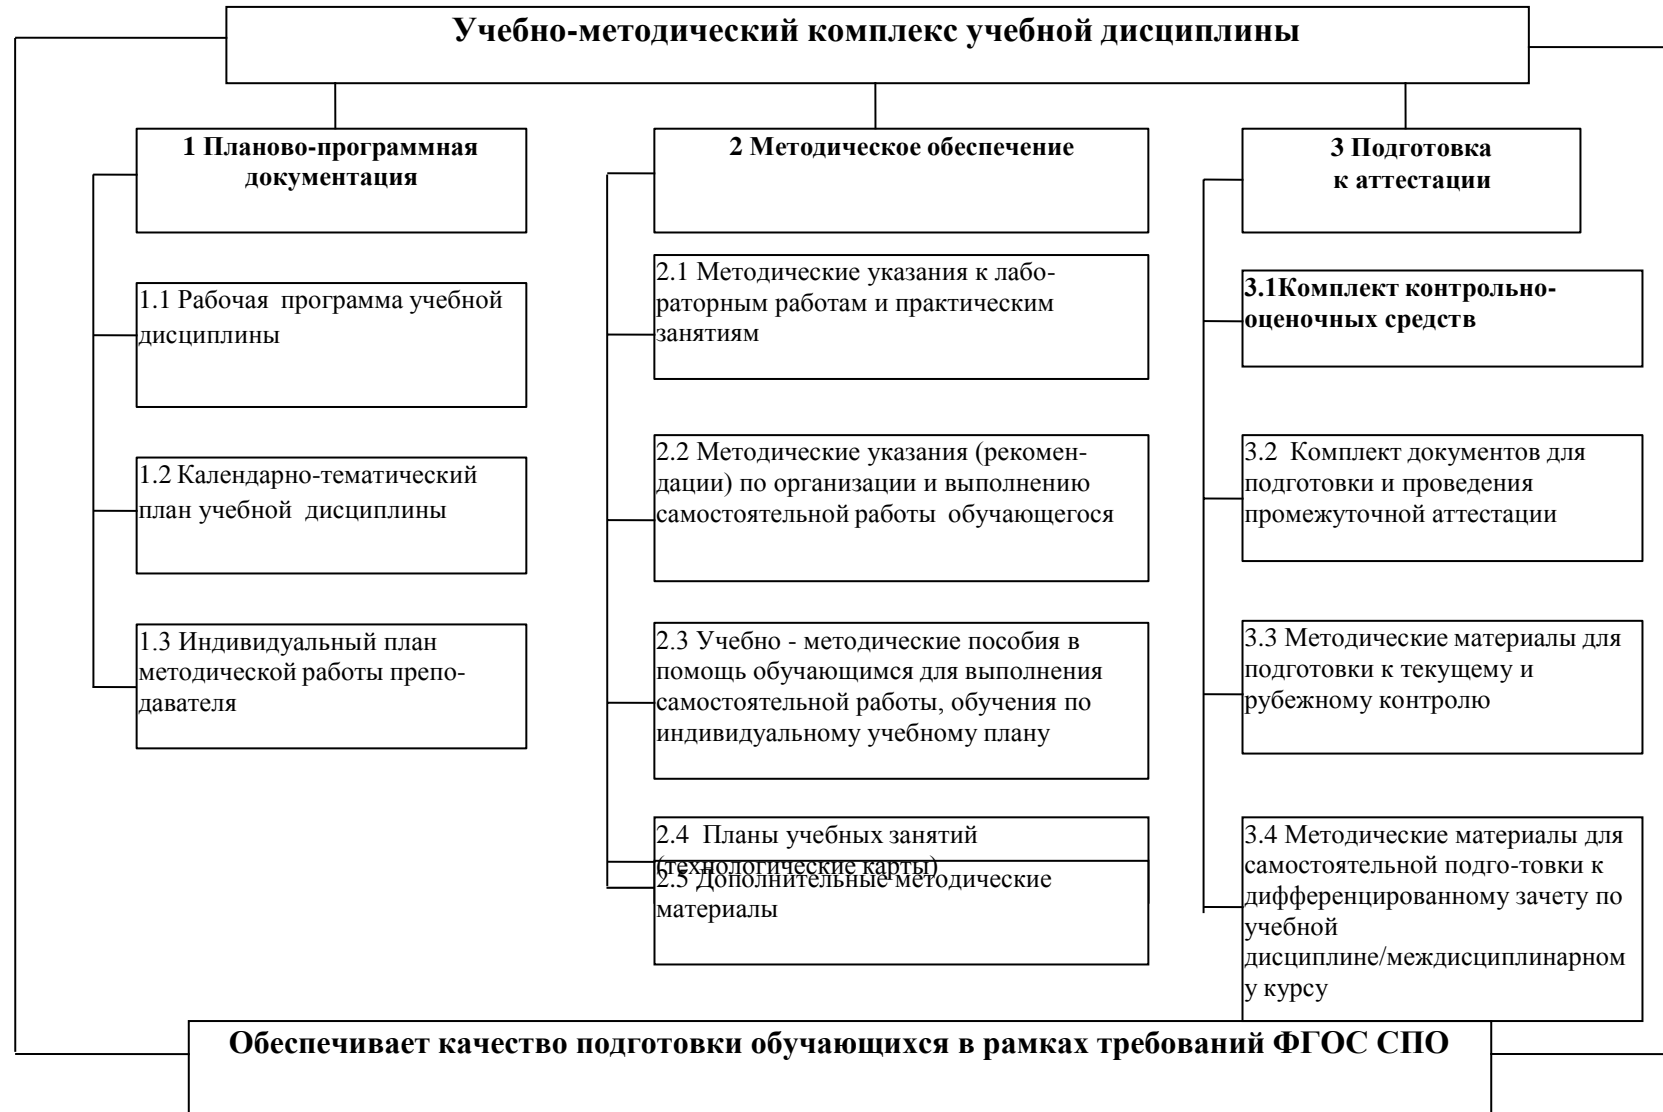 Учебно-методический комплекс учебной дисциплины
1 Планово-программная
документация
1.1 Рабочая программа учебной
дисциплины
1.2 Календарно-тематический
план учебной дисциплины
1.3 Индивидуальный план
методической работы препо-
давателя
2 Методическое обеспечение
2.1 Методические указания к лабо-
раторным работам и практическим
занятиям
2.2 Методические указания (рекомен-
дации) по организации и выполнению
самостоятельной работы обучающегося
2.3 Учебно - методические пособия в
помощь обучающимся для выполнения
самостоятельной работы, обучения по
индивидуальному учебному плану
2.4 Планы учебных занятий
(технологические карты)
2.5 Дополнительные методические
материалы
3 Подготовка
к аттестации
3.1Комплект контрольно-
оценочных средств
3.2 Комплект документов для
подготовки и проведения
промежуточной аттестации
3.3 Методические материалы для
подготовки к текущему и
рубежному контролю
3.4 Методические материалы для
самостоятельной подго-товки к
дифференцированному зачету по
учебной
дисциплине/междисциплинарном
у курсу
Обеспечивает качество подготовки обучающихся в рамках требований ФГОС СПО